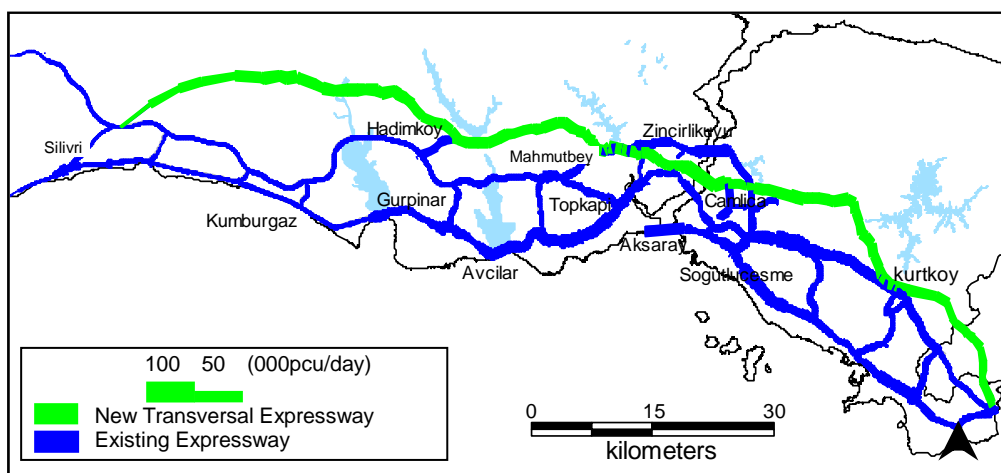 Zincirlikuyu
Hadimkoy
Silivri
Mahmutbey
Gurpinar
Topkapi
Camlica
Kumburgaz
Aksaray
Avcilar
Sogutlucesme
kurtkoy
100 50 (000pcu/day)
New Transversal Expressway
Existing Expressway
0 15 30
kilometers